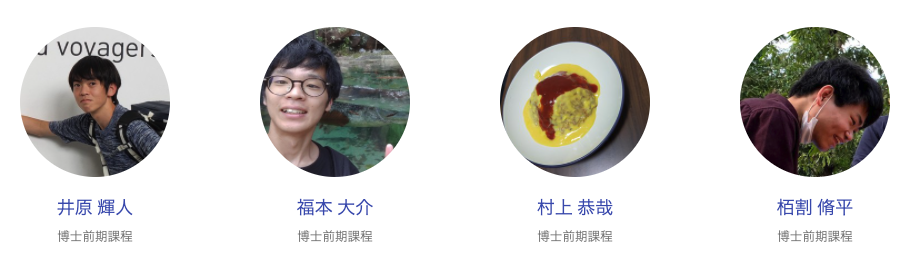 d voyager
井原 輝人
福本 大介
村上 恭哉
栢割 脩平
博士前期課程
博士前期課程
博士前期課程
博士前期課程